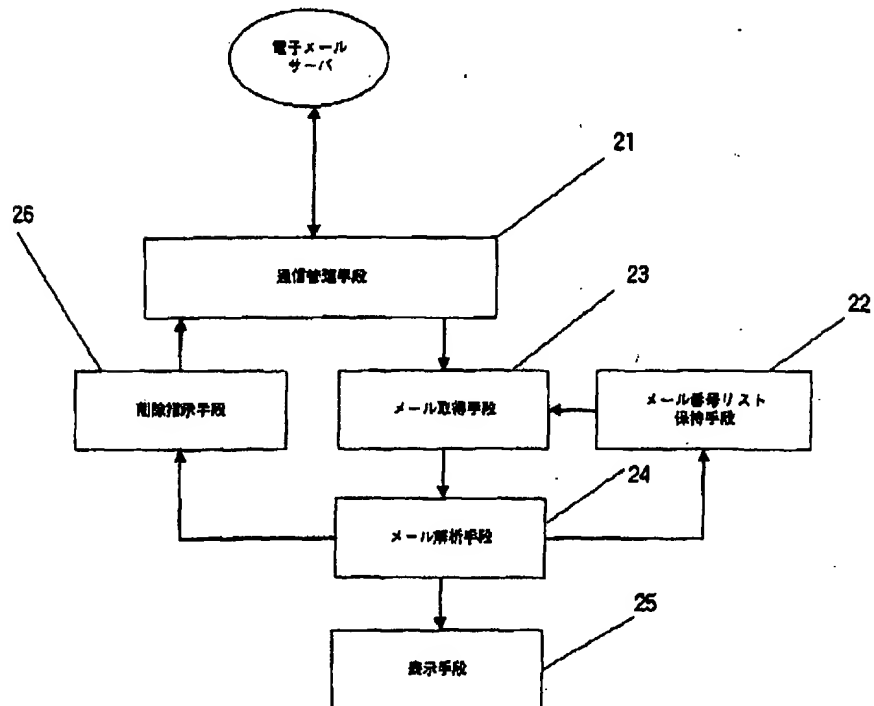 電子メール
サーバ
21
26
通信管理手段
23
22
削除指示手段
メール取得手段
メール番号リスト
保持手段
24
メール解析手段
25
表示手段